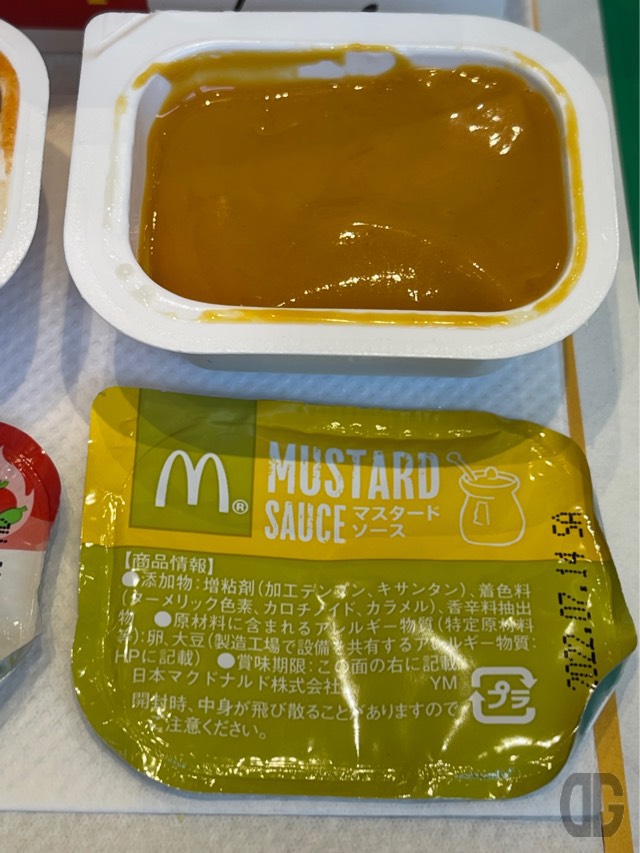 MUSTARD
SAUCE マスタード
ソース
【商品情報】
●添加物:増粘剤(加工デンプン、キサンタン)、着色料
(ターメリック色素、カロチノイド、カラメル)、香辛料抽出
物 ●原材料に含まれるアレルギー物質(特定原材料
等):卵、大豆(製造工場で設備を共有するアレルギー物質:
HPに記載) ●賞味期限:この面の右に記載
日本マクドナルド株式会社 YM
開封時、中身が飛び散ることがありますので
ご注意ください。
プラ
2022.07.14 5A
DG